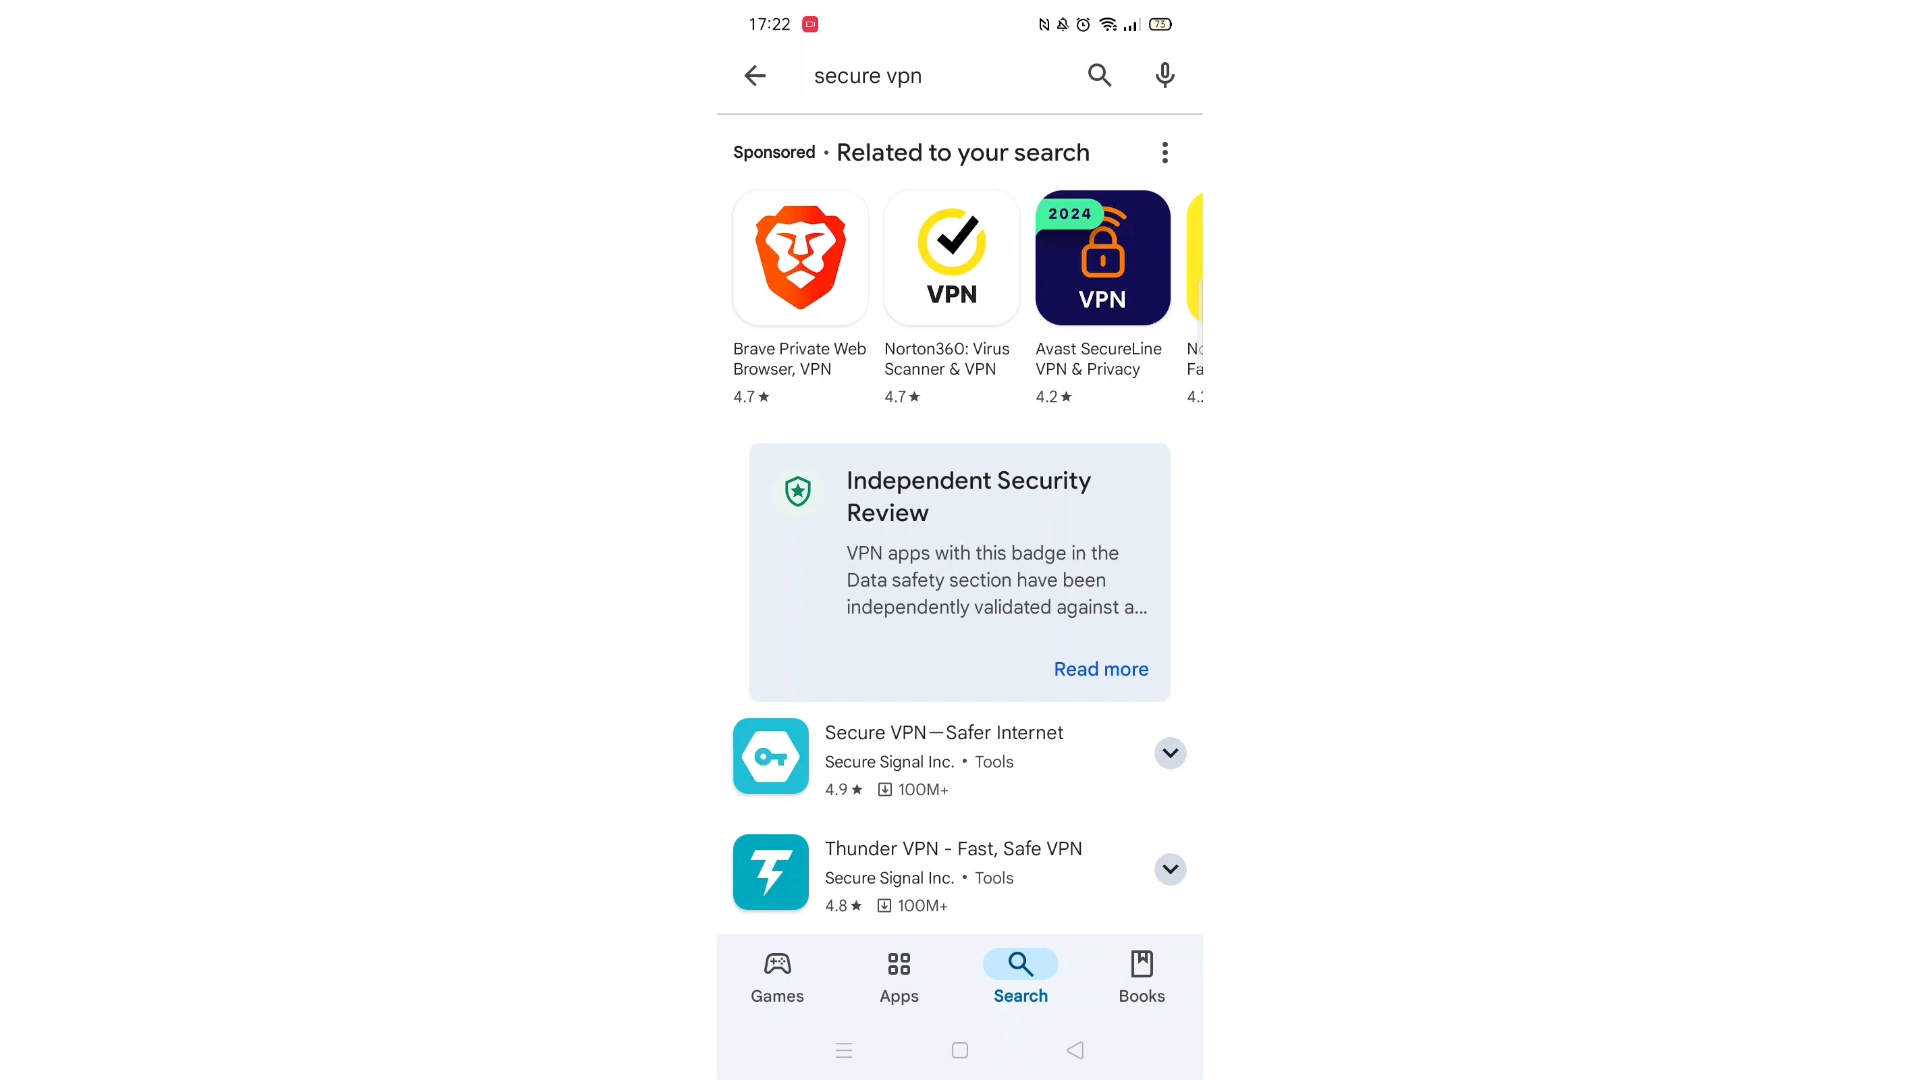 17:22
73
secure vpn
Sponsored • Related to your search
2024
VPN
VPN
Brave Private Web
Browser, VPN
4.7★
Norton360: Virus
Scanner & VPN
4.7★
Avast SecureLine
VPN & Privacy
4.2★
Independent Security
Review
VPN apps with this badge in the
Data safety section have been
independently validated against a...
Read more
Secure VPN—Safer Internet
Secure Signal Inc. • Tools
4.9★ 100M+
Thunder VPN - Fast, Safe VPN
Secure Signal Inc. • Tools
4.8★ 100M+
Games
Apps
Search
Books